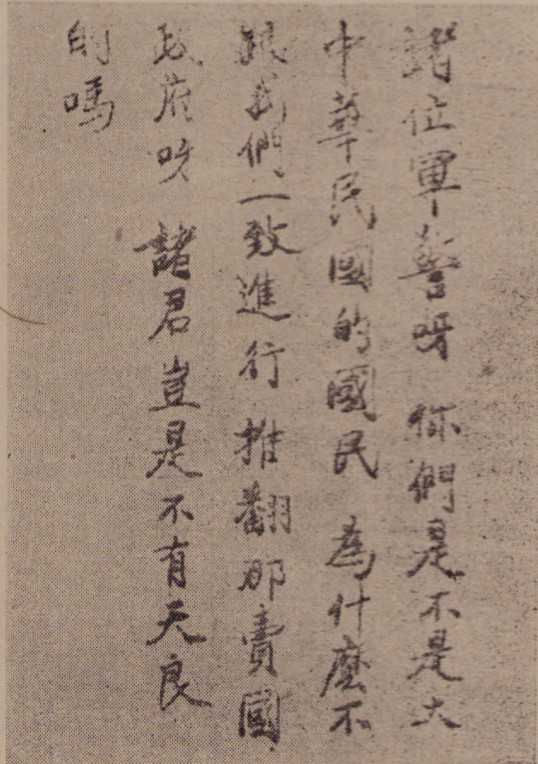 諸位軍警呀 你們是不是大
中華民國的國民 為什麼不
跟我們一致進行 推翻那賣國
政府呀 諸君豈是不有天良
的嗎